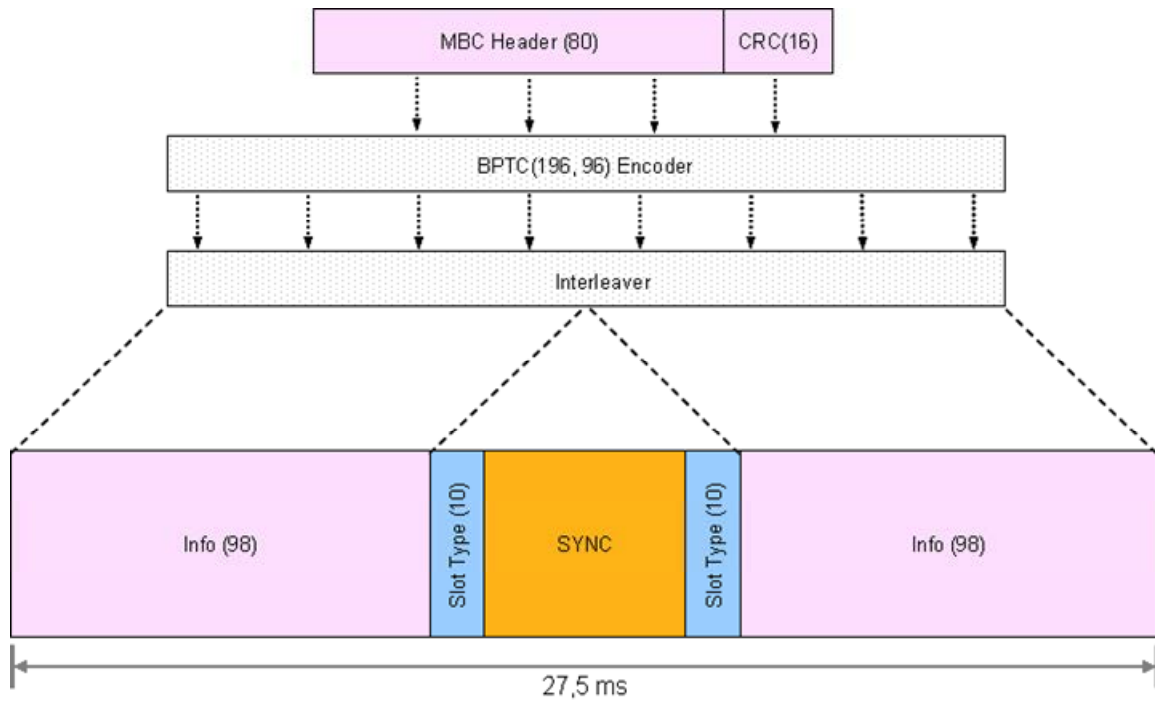 MBC Header (80)
CRC(16)
BPTC(196, 96) Encoder
Interleaver
Info (98)
Slot Type (10)
SYNC
Slot Type (10)
Info (98)
27,5 ms